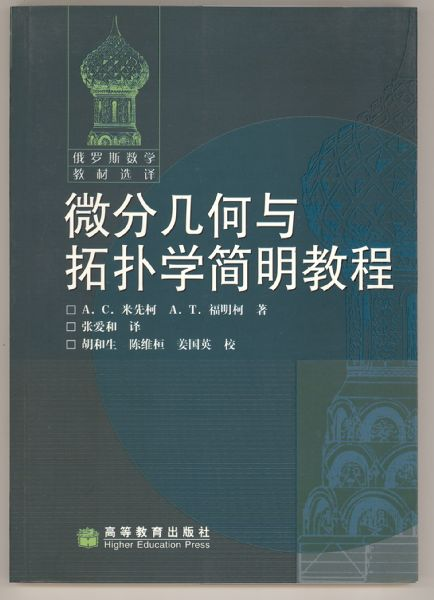 俄罗斯数学
教材选译
微分几何与
拓扑学简明教程
□ A. C. 米先柯 A. T. 福明柯 著
□ 张爱和 译
□ 胡和生 陈维桓 姜国英 校
高等教育出版社
Higher Education Press